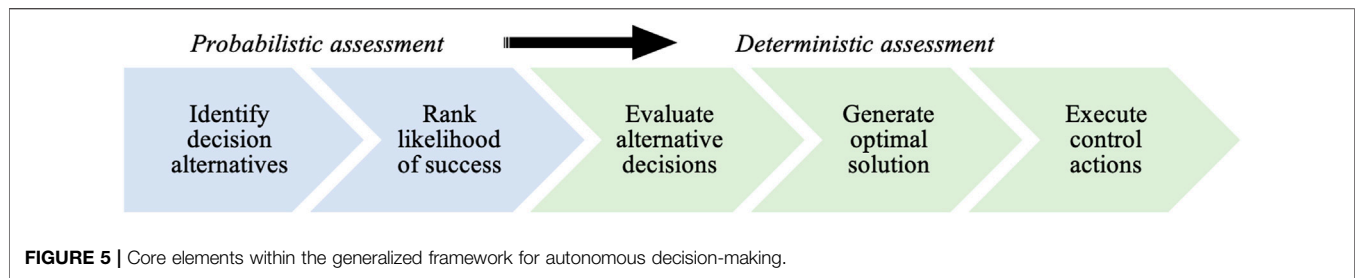 Probabilistic assessment
Deterministic assessment
Identify
decision
alternatives
Rank
likelihood
of success
Evaluate
alternative
decisions
Generate
optimal
solution
Execute
control
actions
FIGURE 5 | Core elements within the generalized framework for autonomous decision-making.